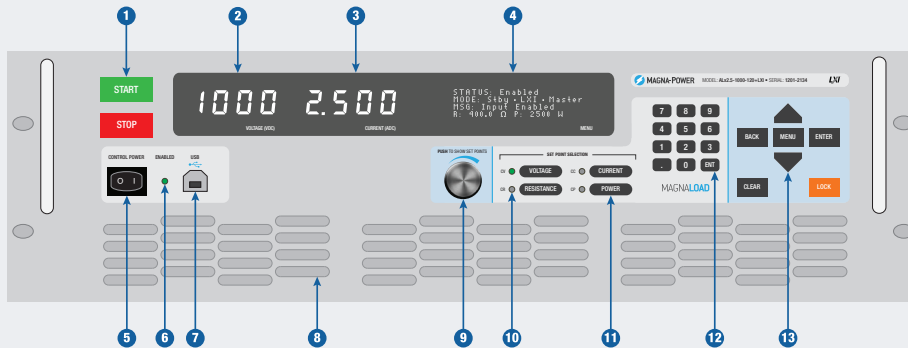 1 2 3 4
MAGNA-POWER MODEL: ALx2.5-1000-120+LXI • SERIAL: 1201-2134 LXI
START
STOP
1000 2.500
VOLTAGE (VDC) CURRENT (ADC) MENU
STATUS: Enabled
MODE: Stby • LXI • Master
MSG: Input Enabled
R: 400.0 Ω P: 2500 W
7 8 9
4 5 6
1 2 3
. 0 ENT
MAGNALOAD
BACK MENU ENTER
CLEAR LOCK
CONTROL POWER ENABLED USB
O I
PUSH TO SHOW SET POINTS
SET POINT SELECTION
CV VOLTAGE CC CURRENT
CR RESISTANCE CP POWER
5 6 7 8 9 10 11 12 13